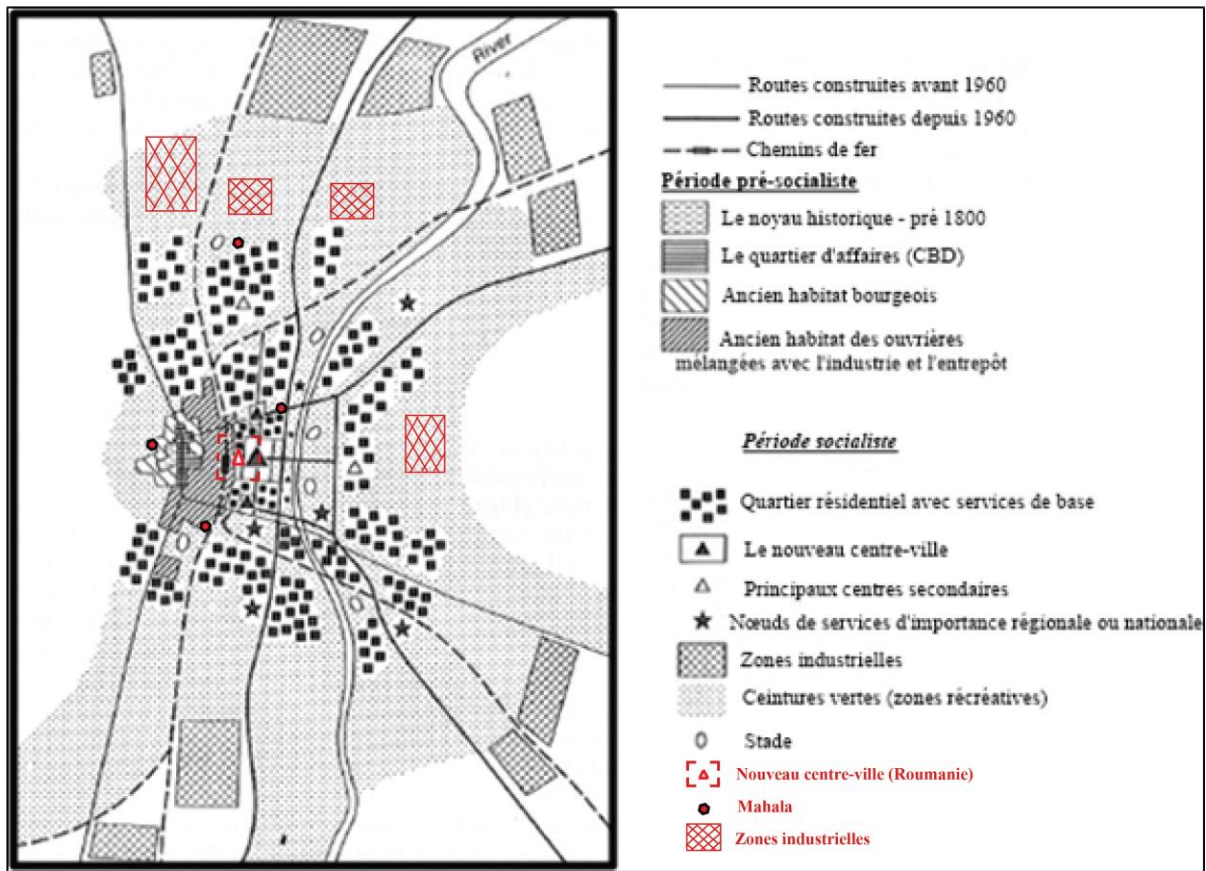 River
Routes construites avant 1960
Routes construites depuis 1960
Chemins de fer
Période pré-socialiste
Le noyau historique - pré 1800
Le quartier d'affaires (CBD)
Ancien habitat bourgeois
Ancien habitat des ouvrières
mélangées avec l'industrie et l'entrepôt
Période socialiste
Quartier résidentiel avec services de base
Le nouveau centre-ville
Principaux centres secondaires
Nœuds de services d'importance régionale ou nationale
Zones industrielles
Ceintures vertes (zones récréatives)
Stade
Nouveau centre-ville (Roumanie)
Mahala
Zones industrielles